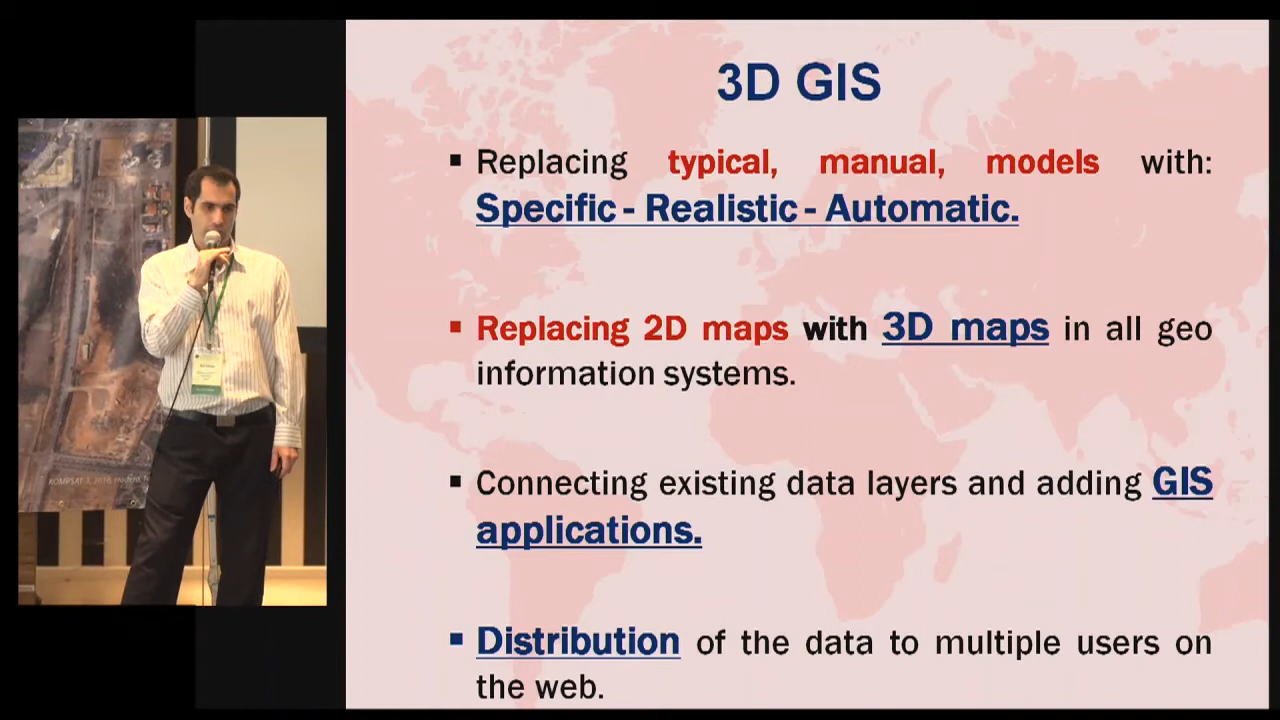 3D GIS
▪ Replacing typical, manual, models with:
Specific - Realistic - Automatic.
▪ Replacing 2D maps with 3D maps in all geo
information systems.
▪ Connecting existing data layers and adding GIS
applications.
▪ Distribution of the data to multiple users on
the web.